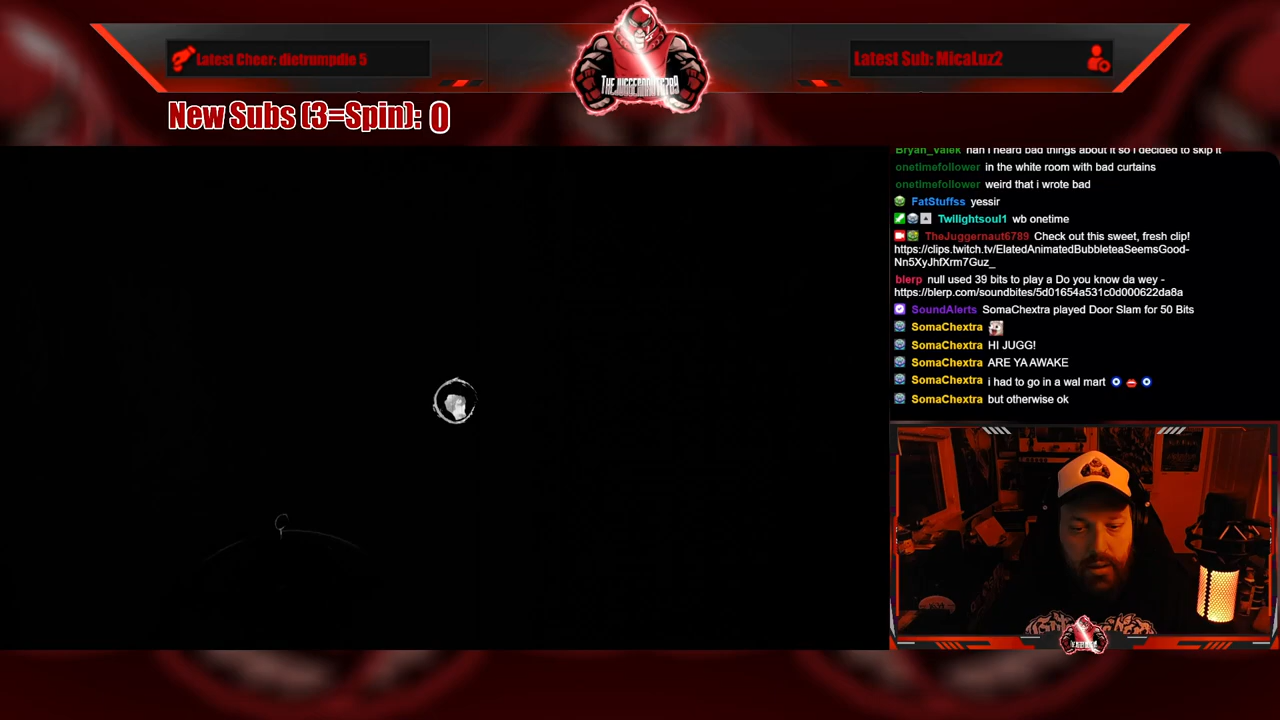 Latest Cheer: dietrumpdie 5
THEJUGGERNAUT6789
Latest Sub: MicaLuz2
New Subs (3=Spin): 0
Bryan_Valek nah i heard bad things about it so i decided to skip it
onetimefollower in the white room with bad curtains
onetimefollower weird that i wrote bad
FatStuffss yessir
Twilightsoul1 wb onetime
TheJuggernaut6789 Check out this sweet, fresh clip!
https://clips.twitch.tv/ElatedAnimatedBubbleteaSeemsGood-
Nn5XyJhfXrm7Guz_
blerp null used 39 bits to play a Do you know da wey -
https://blerp.com/soundbites/5d01654a531c0d000622da8a
SoundAlerts SomaChextra played Door Slam for 50 Bits
SomaChextra
SomaChextra HI JUGG!
SomaChextra ARE YA AWAKE
SomaChextra i had to go in a wal mart
SomaChextra but otherwise ok